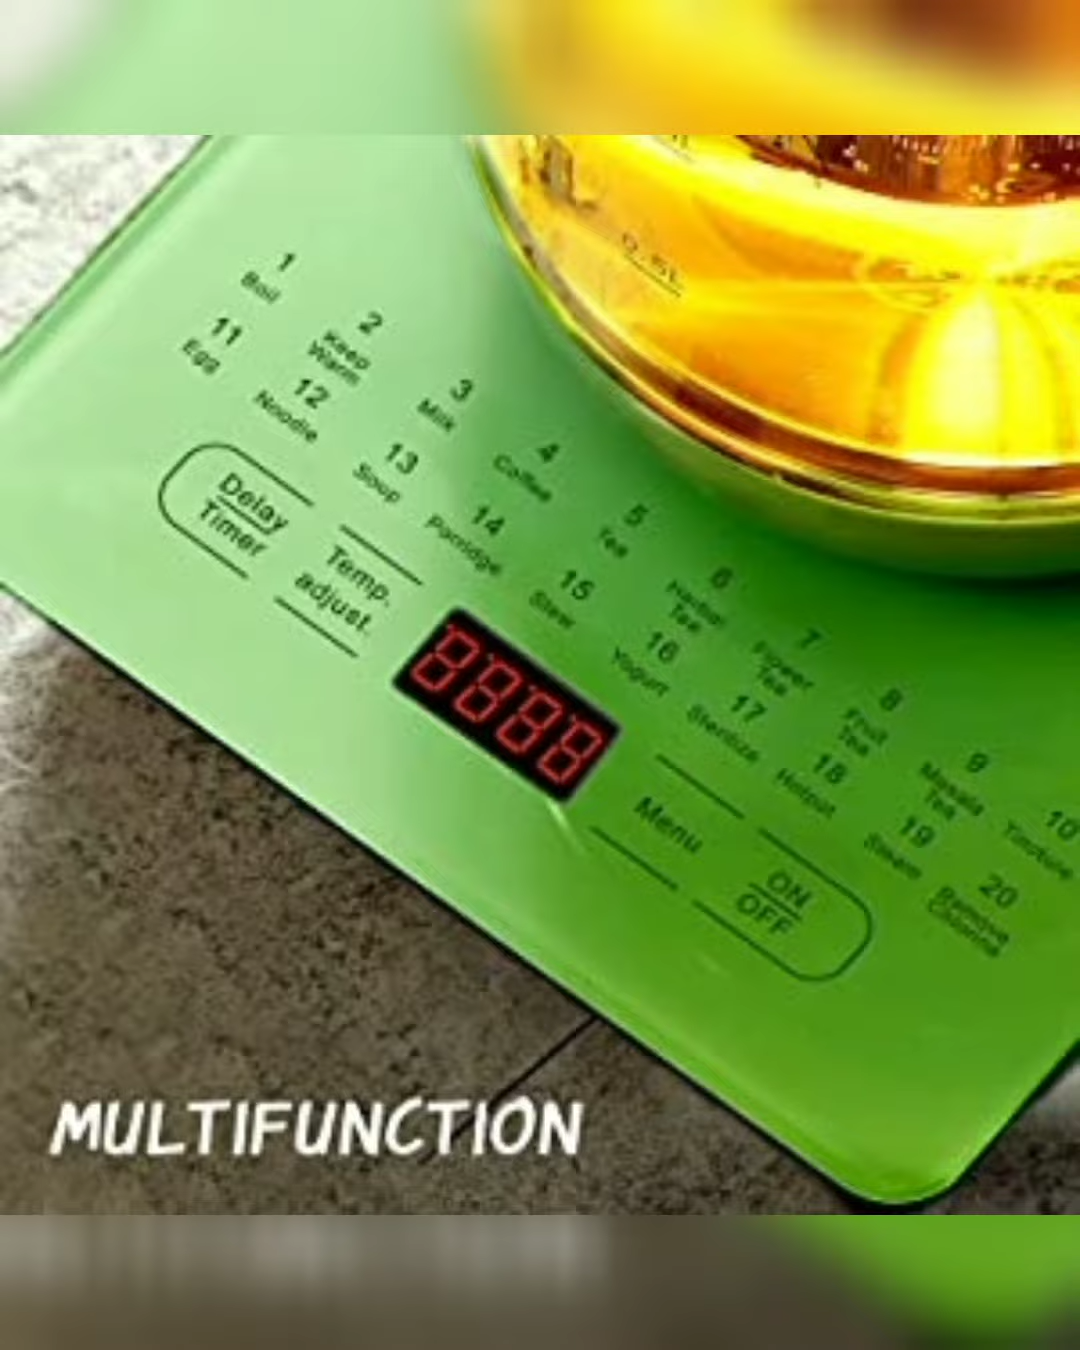 0.5L
1
Boil
2
Keep
Warm
3
Milk
4
Coffee
5
Tea
6
Herbal
Tea
7
Flower
Tea
8
Fruit
Tea
9
Masala
Tea
10
Tincture
11
Egg
12
Noodle
13
Soup
14
Porridge
15
Stew
16
Yogurt
17
Sterilize
18
Hotpot
19
Steam
20
Remove
Chlorine
Delay
Timer
Temp.
adjust.
8888
Menu
ON
OFF
MULTIFUNCTION